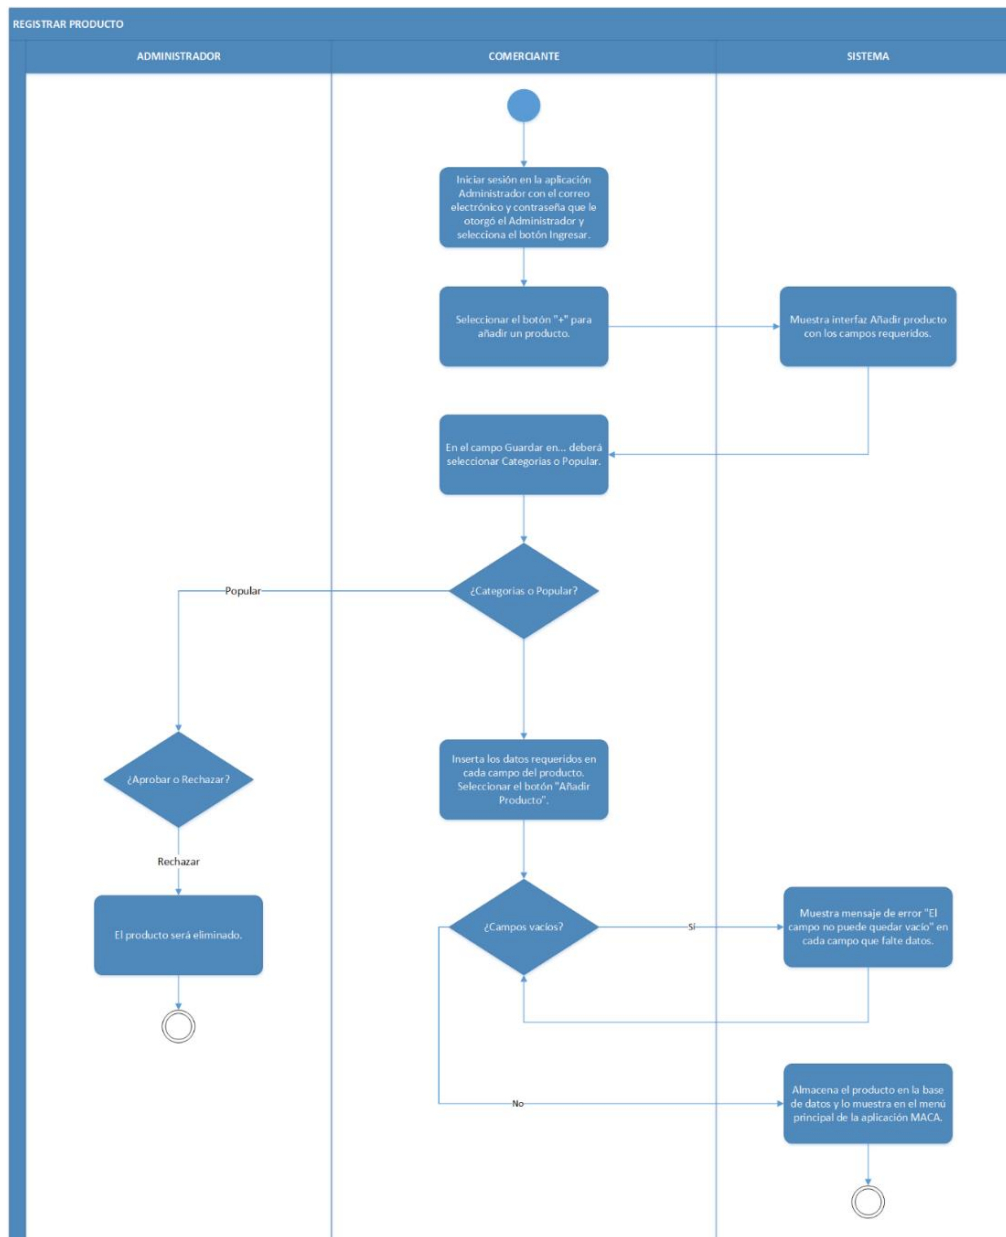 REGISTRAR PRODUCTO
ADMINISTRADOR
COMERCIANTE
SISTEMA
Iniciar sesión en la aplicación
Administrador con el correo
electrónico y contraseña que le
otorgó el Administrador y
selecciona el botón Ingresar.
Seleccionar el botón "+" para
añadir un producto.
Muestra interfaz Añadir producto
con los campos requeridos.
En el campo Guardar en... deberá
seleccionar Categorías o Popular.
¿Categorías o Popular?
Popular
¿Aprobar o Rechazar?
Rechazar
El producto será eliminado.
Inserta los datos requeridos en
cada campo del producto.
Seleccionar el botón "Añadir
Producto".
¿Campos vacíos?
Si
Muestra mensaje de error "El
campo no puede quedar vacío" en
cada campo que falte datos.
No
Almacena el producto en la base
de datos y lo muestra en el menú
principal de la aplicación MACA.